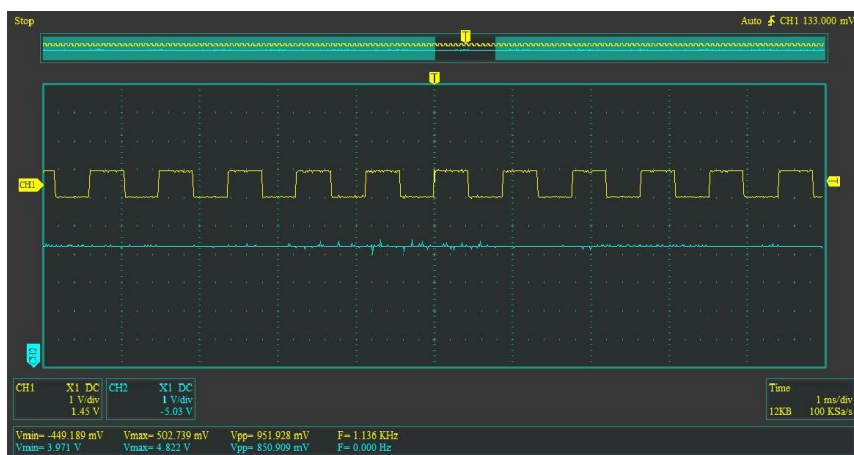 Stop
Auto CH1 133.000 mV
T
T
CH1
T
CH2
CH1 X1 DC
1 V/div
1.45 V
CH2 X1 DC
1 V/div
-5.03 V
Time
1 ms/div
12KB 100 KSa/s
Vmin= -449.189 mV Vmax= 502.739 mV Vpp= 951.928 mV F= 1.136 KHz
Vmin= 3.971 V Vmax= 4.822 V Vpp= 850.909 mV F= 0.000 Hz